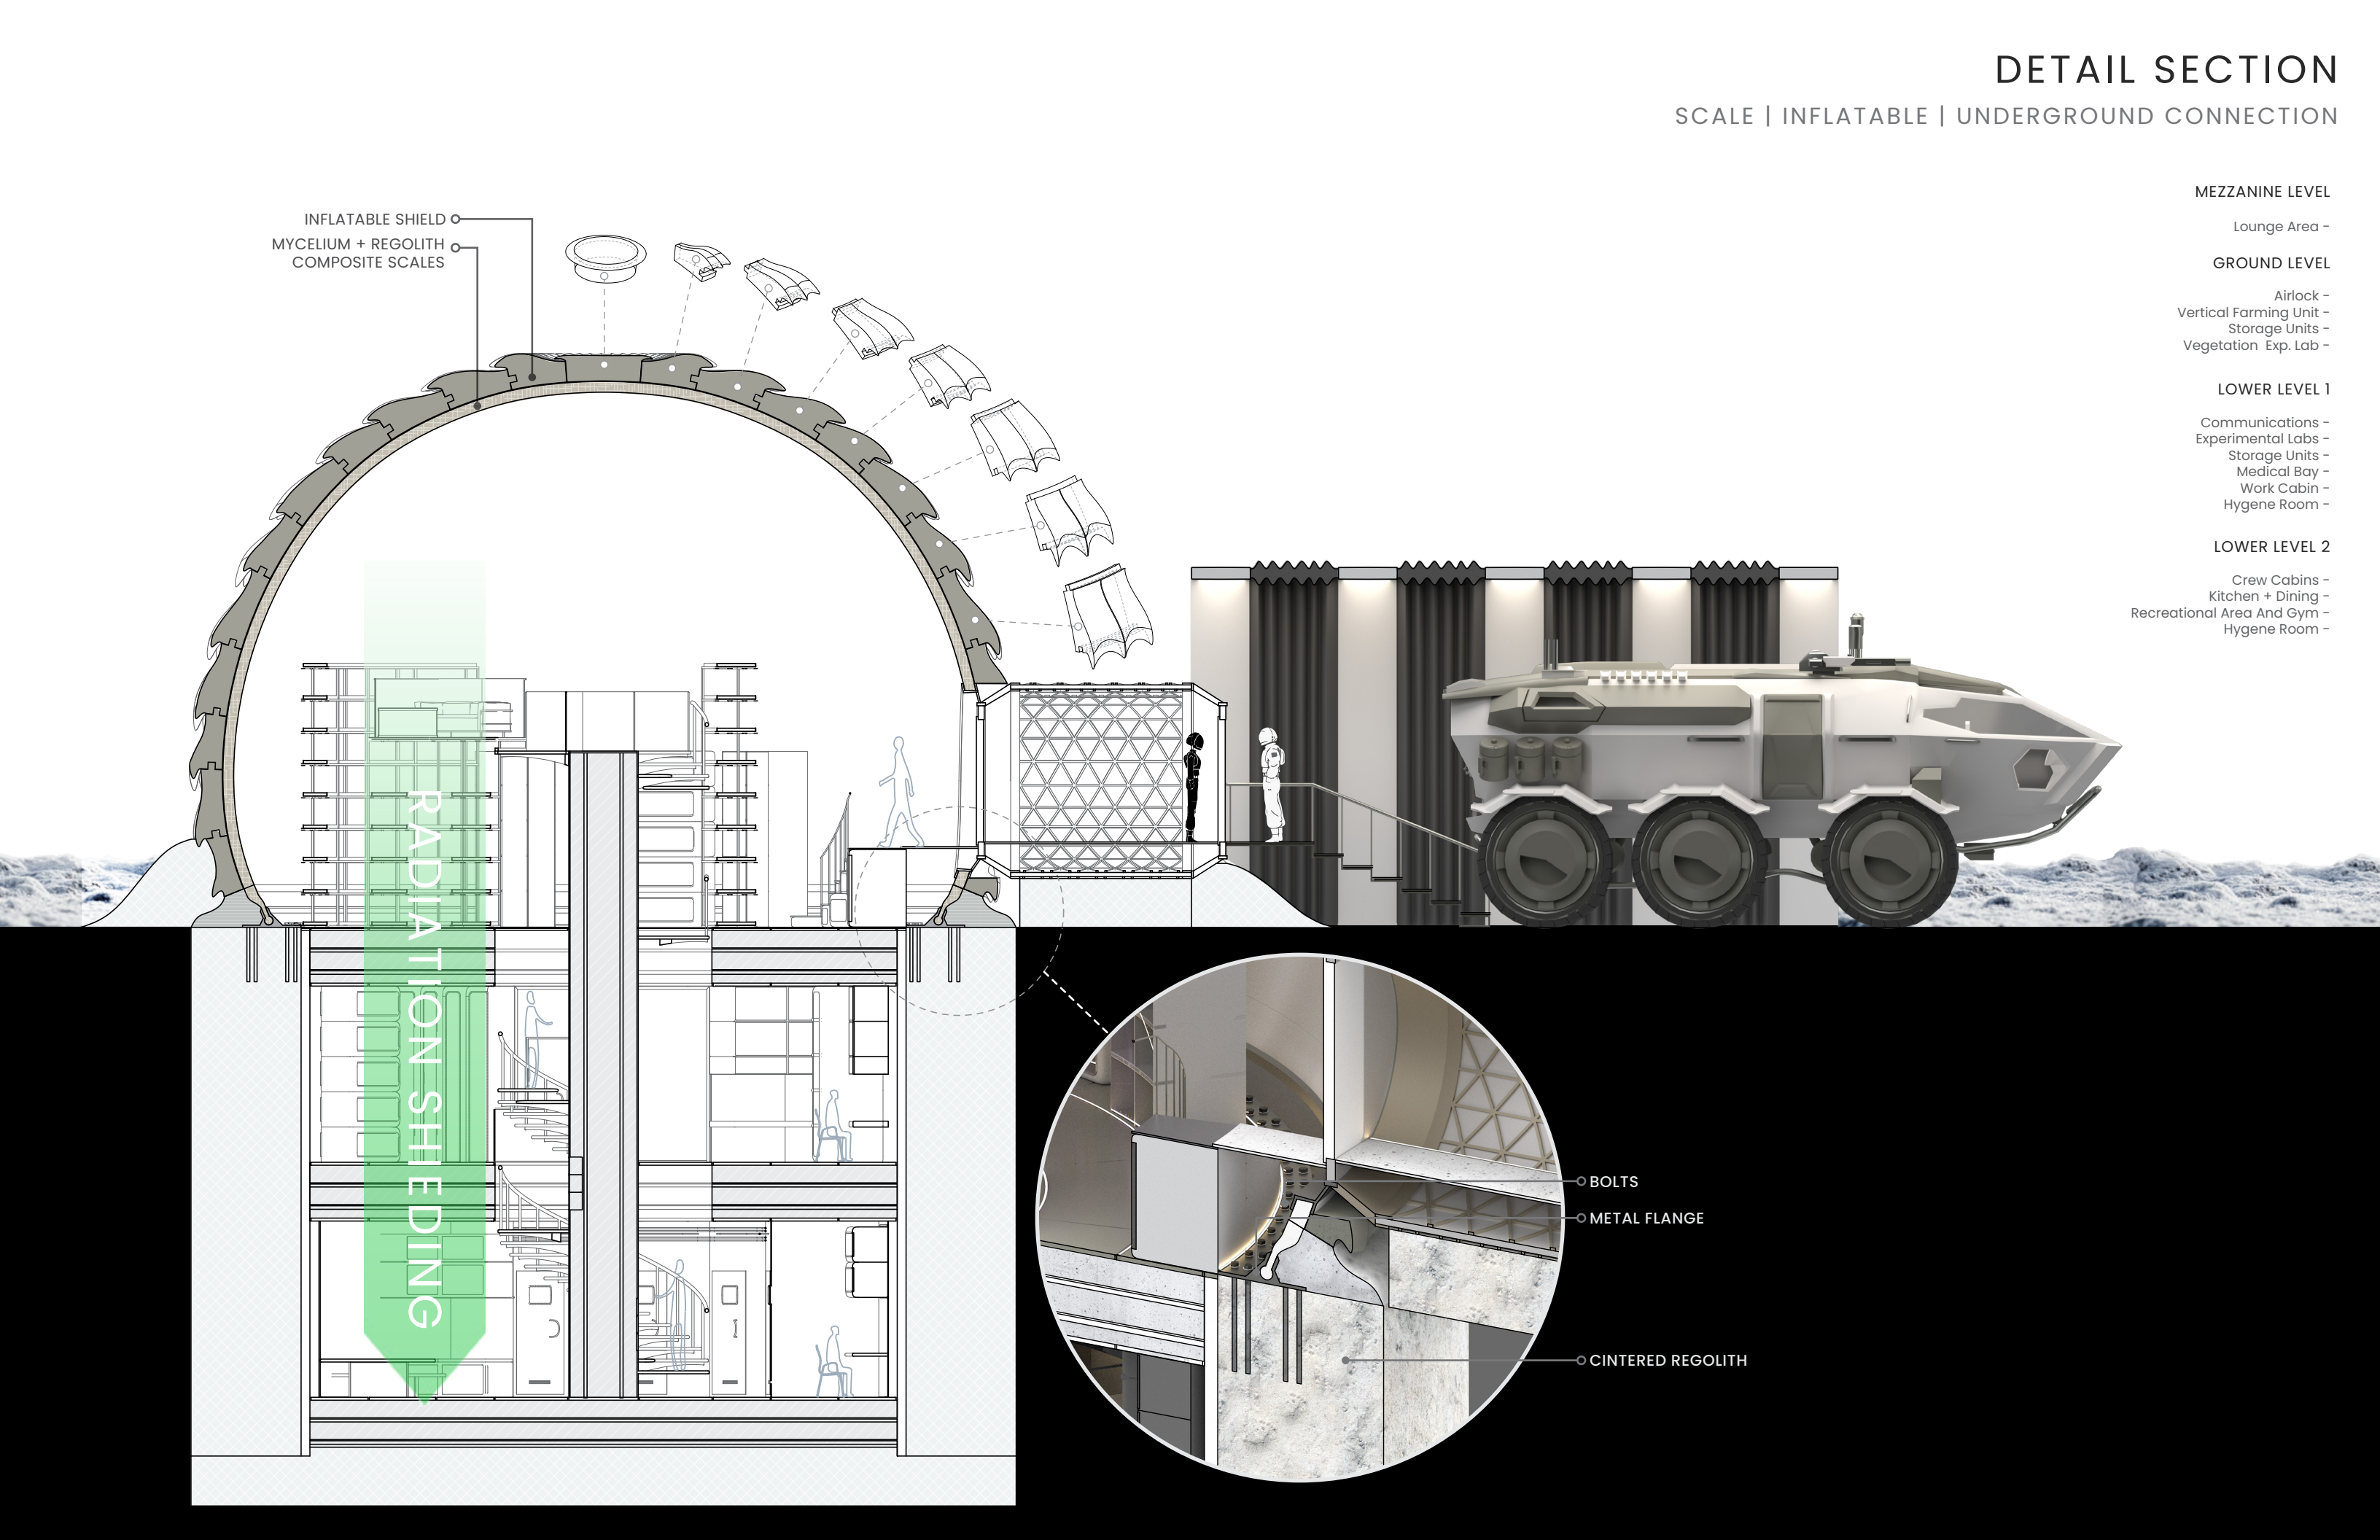 DETAIL SECTION
SCALE | INFLATABLE | UNDERGROUND CONNECTION
MEZZANINE LEVEL
Lounge Area -
GROUND LEVEL
Airlock -
Vertical Farming Unit -
Storage Units -
Vegetation Exp. Lab -
LOWER LEVEL 1
Communications -
Experimental Labs -
Storage Units -
Medical Bay -
Work Cabin -
Hygene Room -
LOWER LEVEL 2
Crew Cabins -
Kitchen + Dining -
Recreational Area And Gym -
Hygene Room -
INFLATABLE SHIELD
MYCELIUM + REGOLITH
COMPOSITE SCALES
RADIATION SHIELDING
BOLTS
METAL FLANGE
CINTERED REGOLITH